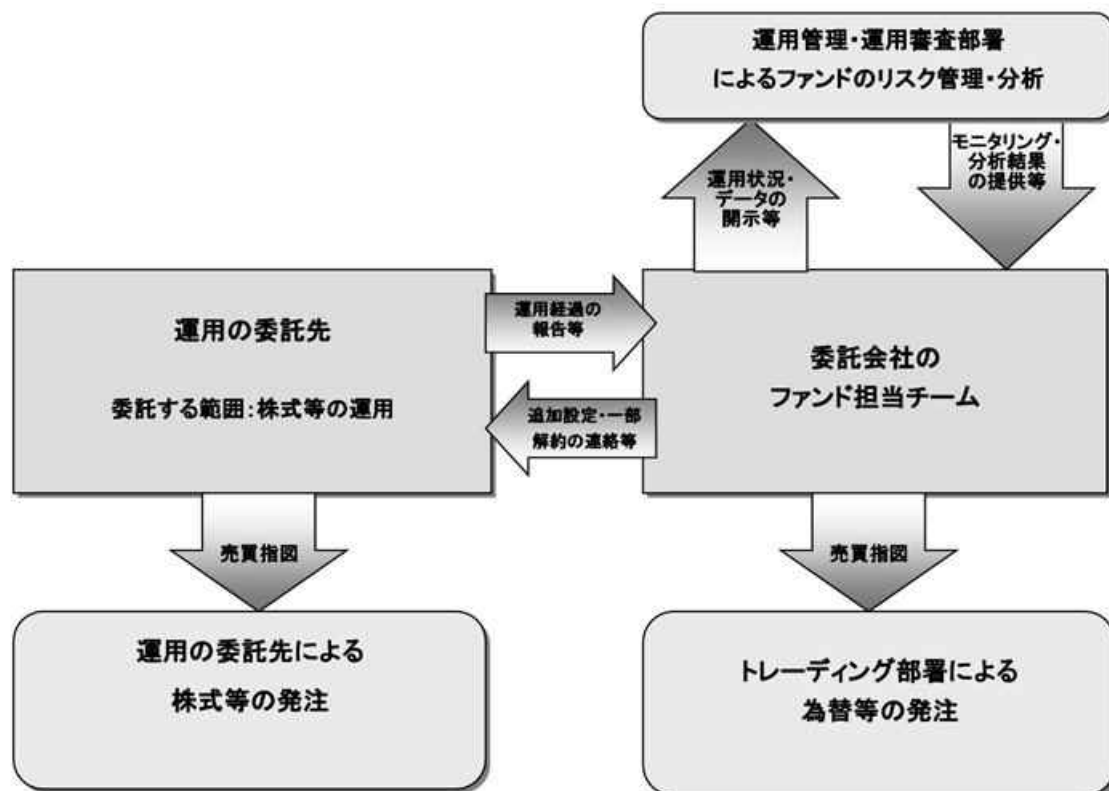 運用管理・運用審査部署
によるファンドのリスク管理・分析
運用状況・
データの
開示等
モニタリング・
分析結果
の提供等
運用の委託先
委託する範囲:株式等の運用
運用経過の
報告等
追加設定・一部
解約の連絡等
委託会社の
ファンド担当チーム
売買指図
売買指図
運用の委託先による
株式等の発注
トレーディング部署による
為替等の発注